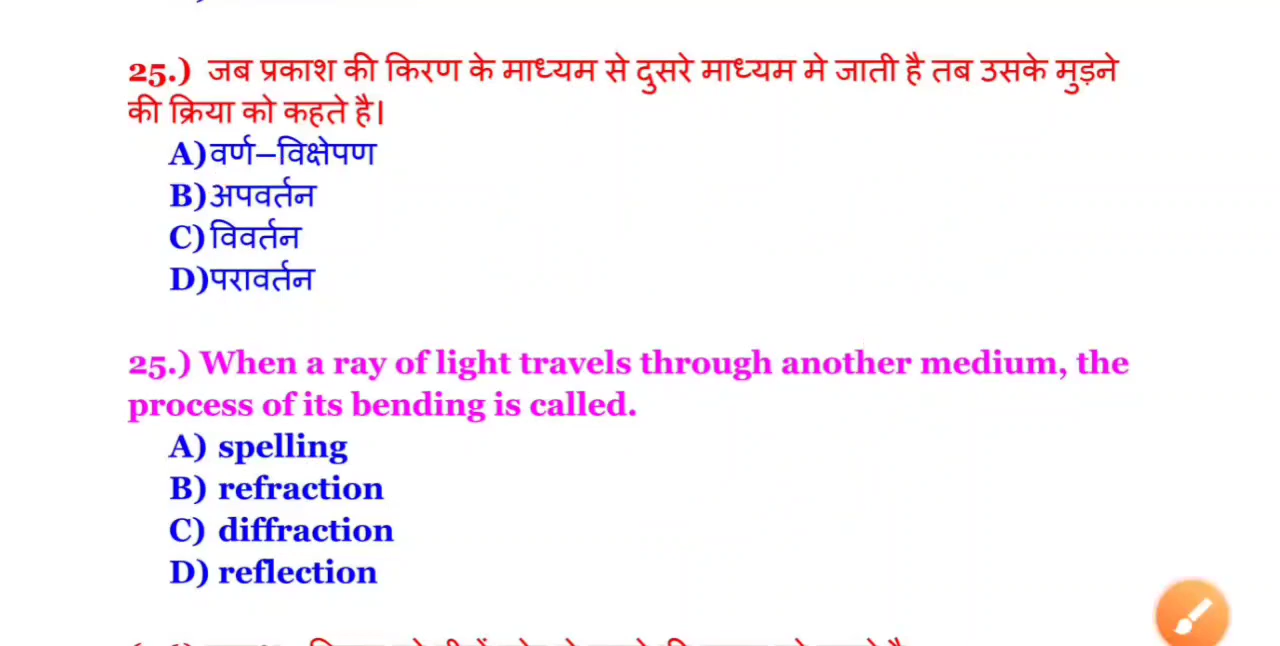 25.) जब प्रकाश की किरण के माध्यम से दुसरे माध्यम मे जाती है तब उसके मुड़ने
की क्रिया को कहते है।
A) वर्ण–विक्षेपण
B) अपवर्तन
C) विवर्तन
D)परावर्तन
25.) When a ray of light travels through another medium, the
process of its bending is called.
A) spelling
B) refraction
C) diffraction
D) reflection